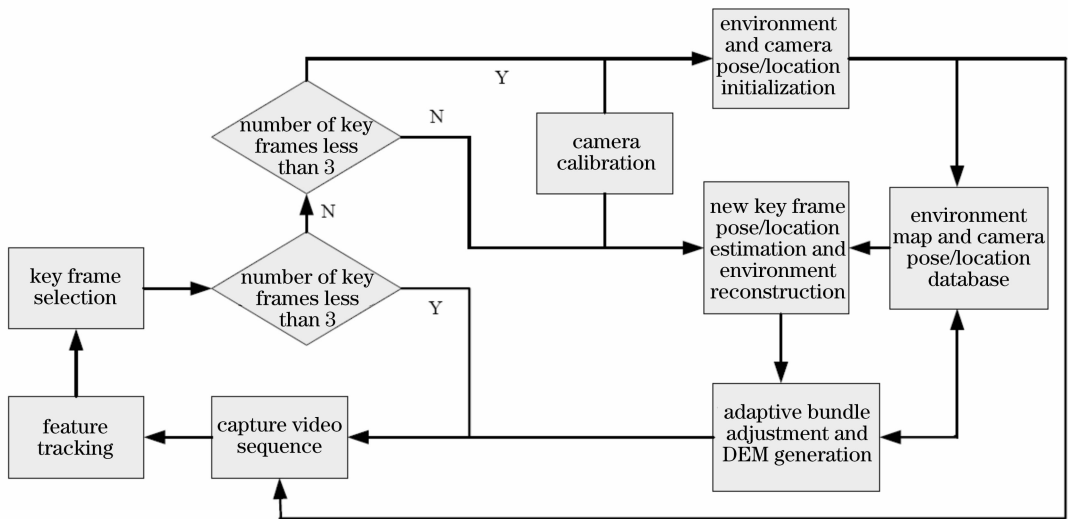 environment
and camera
pose/location
initialization
Y
number of key
frames less
than 3
N
camera
calibration
new key frame
pose/location
estimation and
environment
reconstruction
environment
map and camera
pose/location
database
N
key frame
selection
number of key
frames less
than 3
Y
feature
tracking
capture video
sequence
adaptive bundle
adjustment and
DEM generation